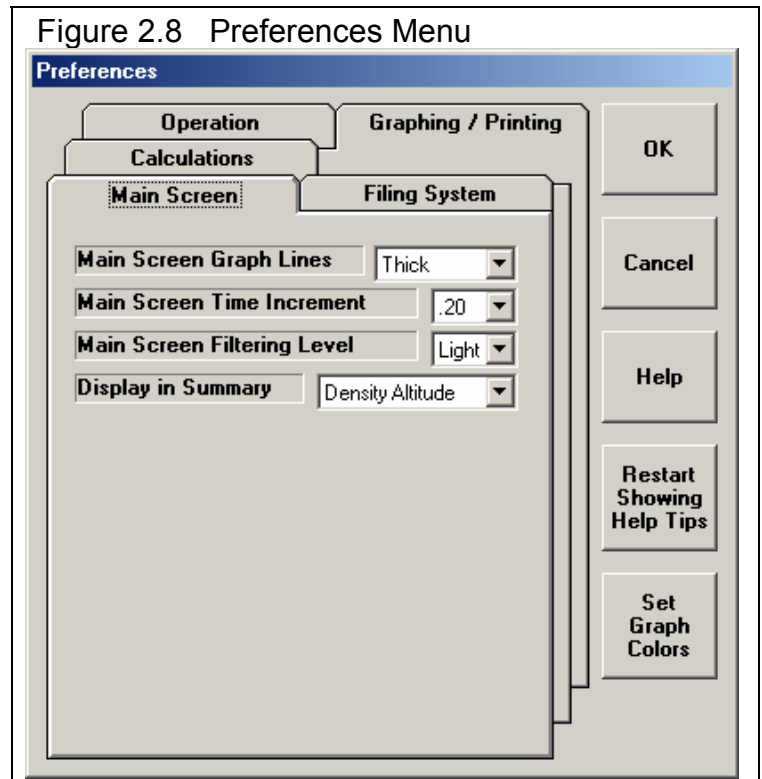 Figure 2.8 Preferences Menu
Preferences
Operation
Graphing / Printing
Calculations
Main Screen
Filing System
Main Screen Graph Lines
Thick
Main Screen Time Increment
.20
Main Screen Filtering Level
Light
Display in Summary
Density Altitude
OK
Cancel
Help
Restart
Showing
Help Tips
Set
Graph
Colors